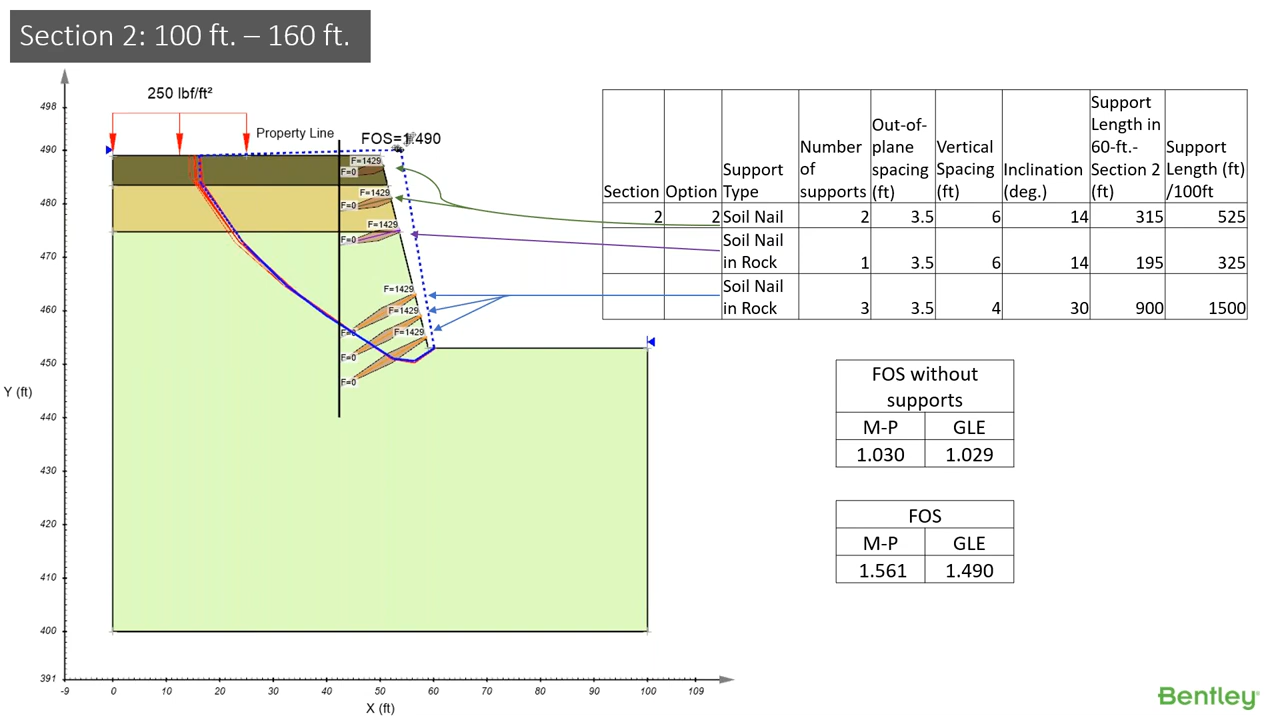 Section 2: 100 ft. – 160 ft.
250 lbf/ft²
Property Line
FOS=1.490
F=1429
F=0
F=1429
F=0
F=1429
F=0
F=1429
F=0
F=1429
F=0
F=1429
F=0
498
490
480
470
460
450
440
430
420
410
400
391
Y (ft)
-9 0 10 20 30 40 50 60 70 80 90 100 109
X (ft)
Section Option Support Type Number of supports Out-of-plane spacing (ft) Vertical Spacing (ft) Inclination (deg.) Support Length in 60-ft.- Section 2 (ft) Support Length (ft) /100ft
2 2 Soil Nail 2 3.5 6 14 315 525
Soil Nail in Rock 1 3.5 6 14 195 325
Soil Nail in Rock 3 3.5 4 30 900 1500
FOS without
supports
M-P GLE
1.030 1.029
FOS
M-P GLE
1.561 1.490
Bentley